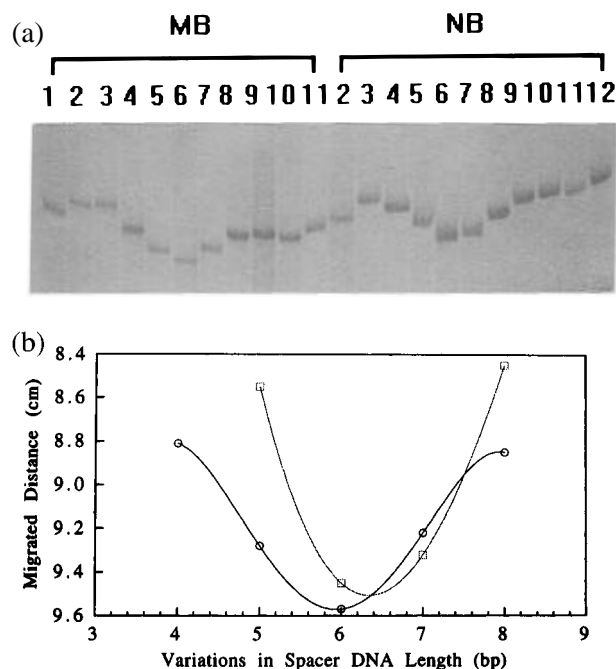 (a)
MB NB
1 2 3 4 5 6 7 8 9 10 11 2 3 4 5 6 7 8 9 10 11 12
(b)
8.4
8.6
8.8
9.0
9.2
9.4
9.6
Migrated Distance (cm)
3 4 5 6 7 8 9
Variations in Spacer DNA Length (bp)